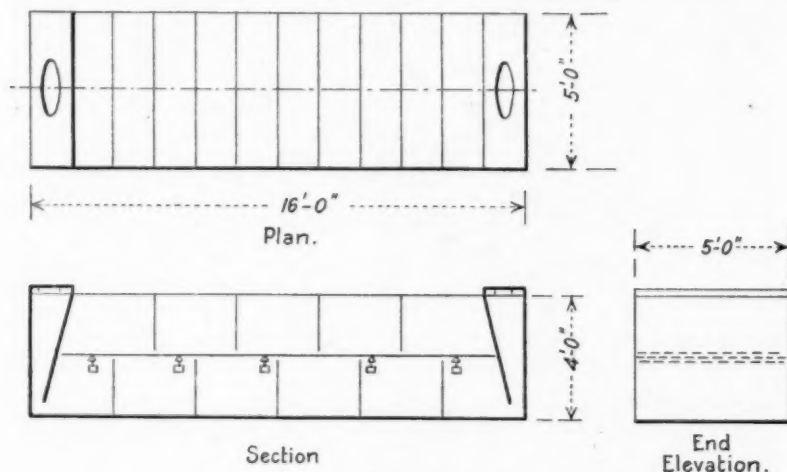 5'-0"
16'-0"
Plan.
5'-0"
4'-0"
Section
End
Elevation.